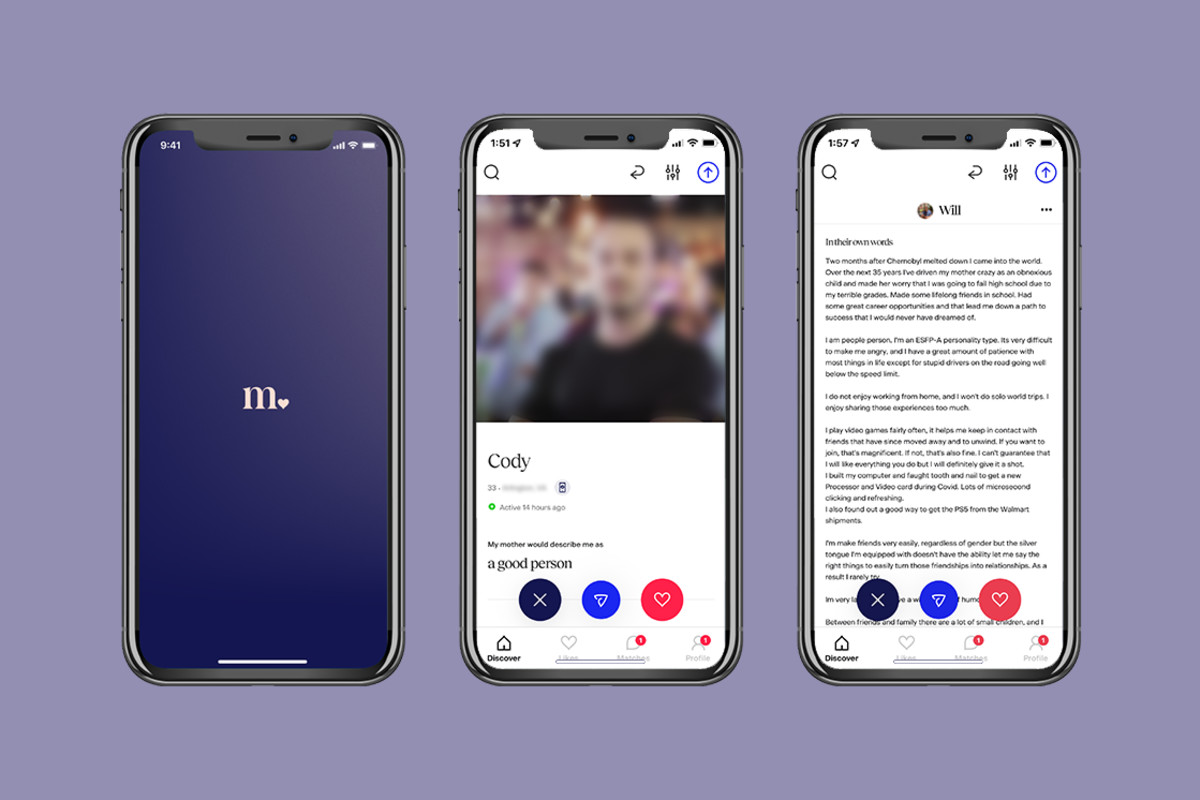 9:41
m
1:51
Cody
33 -
Active 14 hours ago
My mother would describe me as
a good person
Discover
Likes
Matches
1
Profile
1
1:57
Will
In their own words
Two months after Chernobyl melted down I came into the world.
Over the next 35 years I've driven my mother crazy as an obnoxious
child and made her worry that I was going to fail high school due to
my terrible grades. Made some lifelong friends in school. Had
some great career opportunities and that lead me down a path to
success that I would never have dreamed of.
I am people person, I'm an ESFP-A personality type. Its very difficult
to make me angry, and I have a great amount of patience with
most things in life except for stupid drivers on the road going well
below the speed limit.
I do not enjoy working from home, and I won't do solo world trips. I
enjoy sharing those experiences too much.
I play video games fairly often, it helps me keep in contact with
friends that have since moved away and to unwind. If you want to
join, that's magnificent. If not, that's also fine. I can't guarantee that
I will like everything you do but I will definitely give it a shot.
I built my computer and faught tooth and nail to get a new
Precessor and Video card during Covid. Lots of microsecond
clicking and refreshing.
I also found out a good way to get the PS5 from the Walmart
shipments.
I'm make friends very easily, regardless of gender but the silver
tongue I'm equipped with doesn't have the ability let me say the
right things to easily turn those friendships into relationships. As a
result I rarely try.
Im very
Between friends and family there are a lot of small children, and I
Discover
Likes
Matches
1
Profile
1